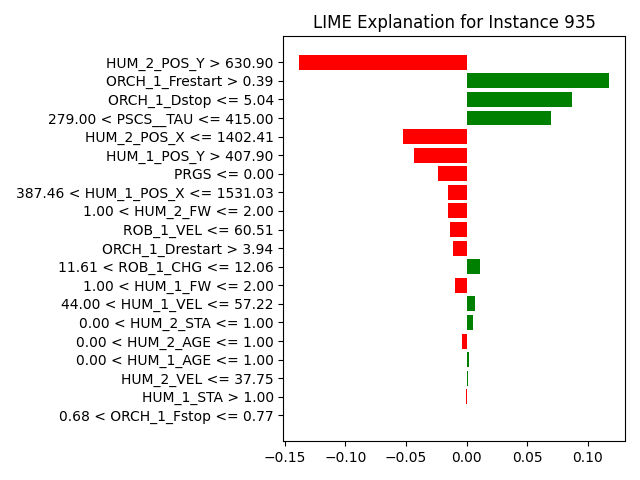 LIME Explanation for Instance 935
HUM_2_POS_Y > 630.90
ORCH_1_Frestart > 0.39
ORCH_1_Dstop <= 5.04
279.00 < PSCS__TAU <= 415.00
HUM_2_POS_X <= 1402.41
HUM_1_POS_Y > 407.90
PRGS <= 0.00
387.46 < HUM_1_POS_X <= 1531.03
1.00 < HUM_2_FW <= 2.00
ROB_1_VEL <= 60.51
ORCH_1_Drestart > 3.94
11.61 < ROB_1_CHG <= 12.06
1.00 < HUM_1_FW <= 2.00
44.00 < HUM_1_VEL <= 57.22
0.00 < HUM_2_STA <= 1.00
0.00 < HUM_2_AGE <= 1.00
0.00 < HUM_1_AGE <= 1.00
HUM_2_VEL <= 37.75
HUM_1_STA > 1.00
0.68 < ORCH_1_Fstop <= 0.77
−0.15 −0.10 −0.05 0.00 0.05 0.10